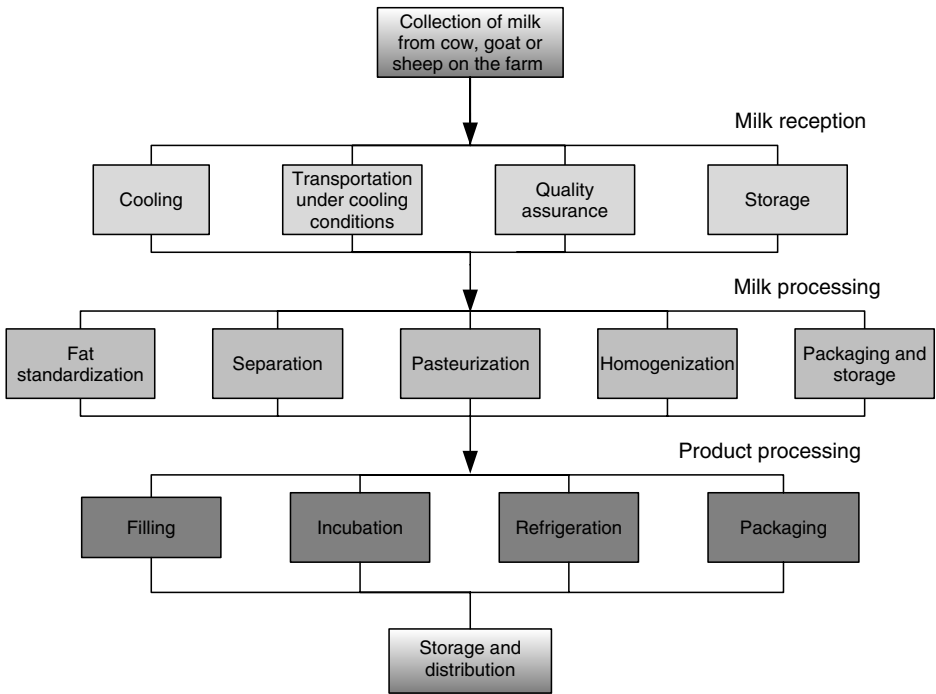 Collection of milk
from cow, goat or
sheep on the farm
Milk reception
Cooling
Transportation
under cooling
conditions
Quality
assurance
Storage
Milk processing
Fat
standardization
Separation
Pasteurization
Homogenization
Packaging and
storage
Product processing
Filling
Incubation
Refrigeration
Packaging
Storage and
distribution